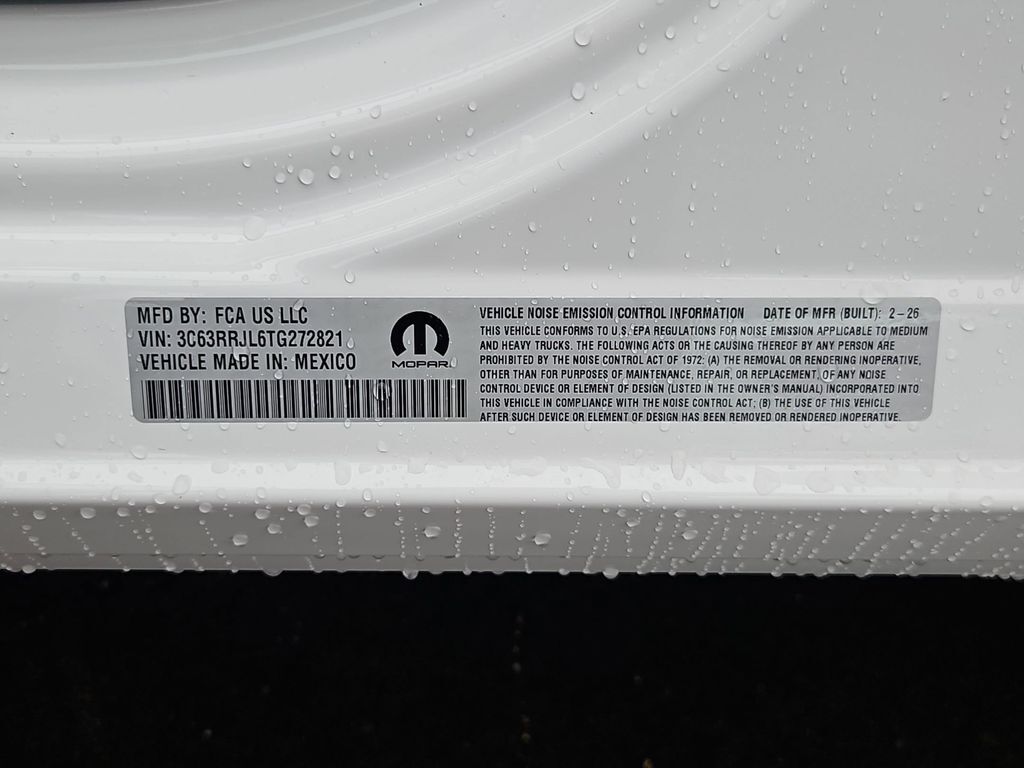 MFD BY: FCA US LLC
VIN: 3C63RRJL6TG272821
VEHICLE MADE IN: MEXICO
MOPAR
VEHICLE NOISE EMISSION CONTROL INFORMATION DATE OF MFR (BUILT): 2-26
THIS VEHICLE CONFORMS TO U.S. EPA REGULATIONS FOR NOISE EMISSION APPLICABLE TO MEDIUM
AND HEAVY TRUCKS. THE FOLLOWING ACTS OR THE CAUSING THEREOF BY ANY PERSON ARE
PROHIBITED BY THE NOISE CONTROL ACT OF 1972: (A) THE REMOVAL OR RENDERING INOPERATIVE,
OTHER THAN FOR PURPOSES OF MAINTENANCE, REPAIR, OR REPLACEMENT, OF ANY NOISE
CONTROL DEVICE OR ELEMENT OF DESIGN (LISTED IN THE OWNER'S MANUAL) INCORPORATED INTO
THIS VEHICLE IN COMPLIANCE WITH THE NOISE CONTROL ACT; (B) THE USE OF THIS VEHICLE
AFTER SUCH DEVICE OR ELEMENT OF DESIGN HAS BEEN REMOVED OR RENDERED INOPERATIVE.